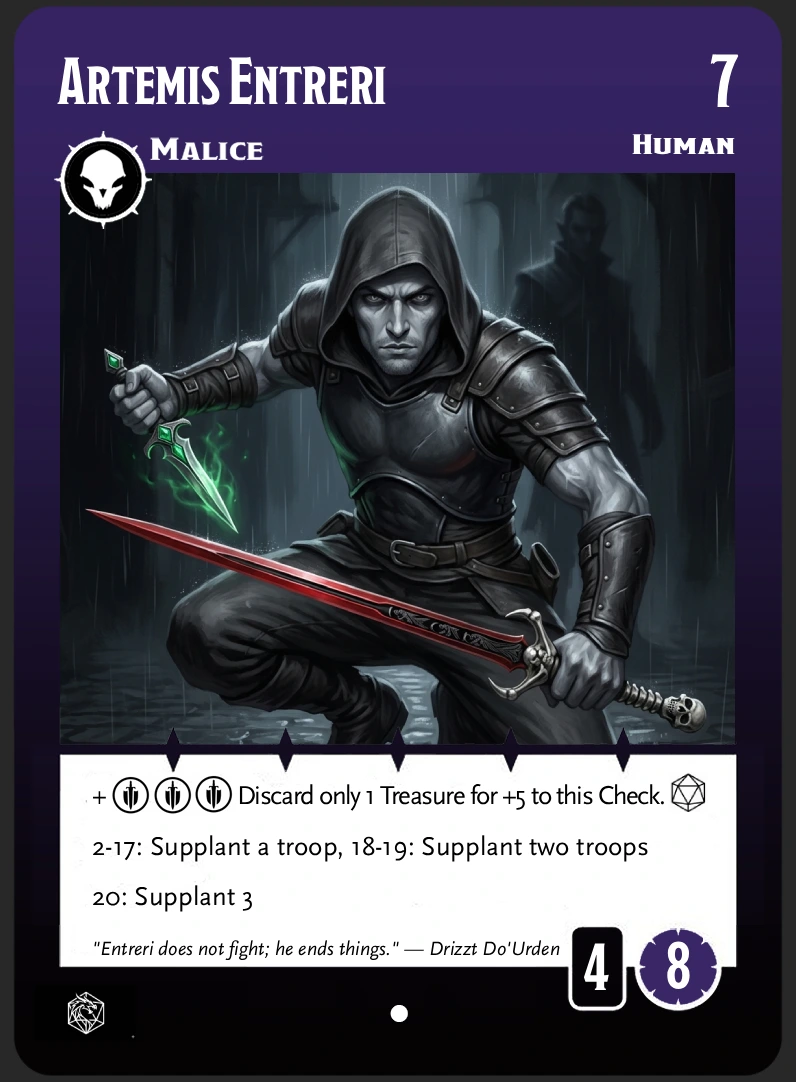 Artemis Entreri 7
Malice Human
+ Discard only 1 Treasure for +5 to this Check.
2-17: Supplant a troop, 18-19: Supplant two troops
20: Supplant 3
"Entreri does not fight; he ends things." — Drizzt Do'Urden
4 8